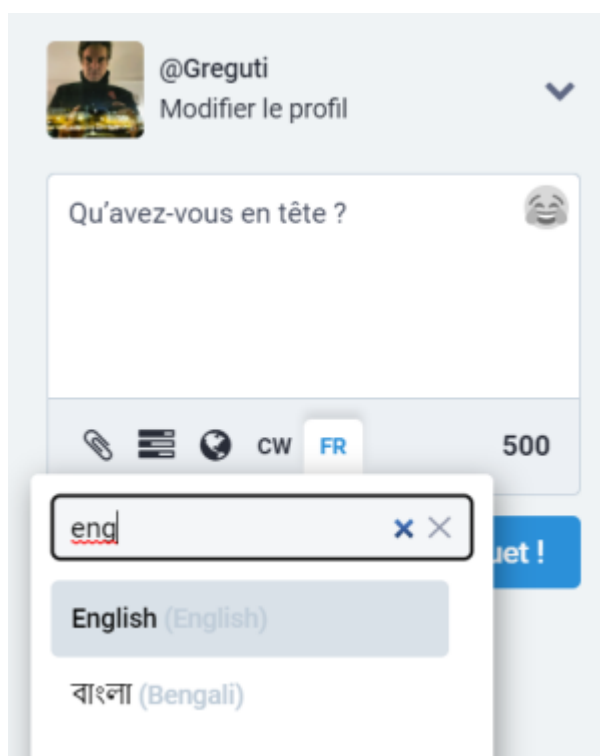 @Greguti
Modifier le profil
Qu'avez-vous en tête ?
CW FR 500
eng
uet !
English (English)
বাংলা (Bengali)